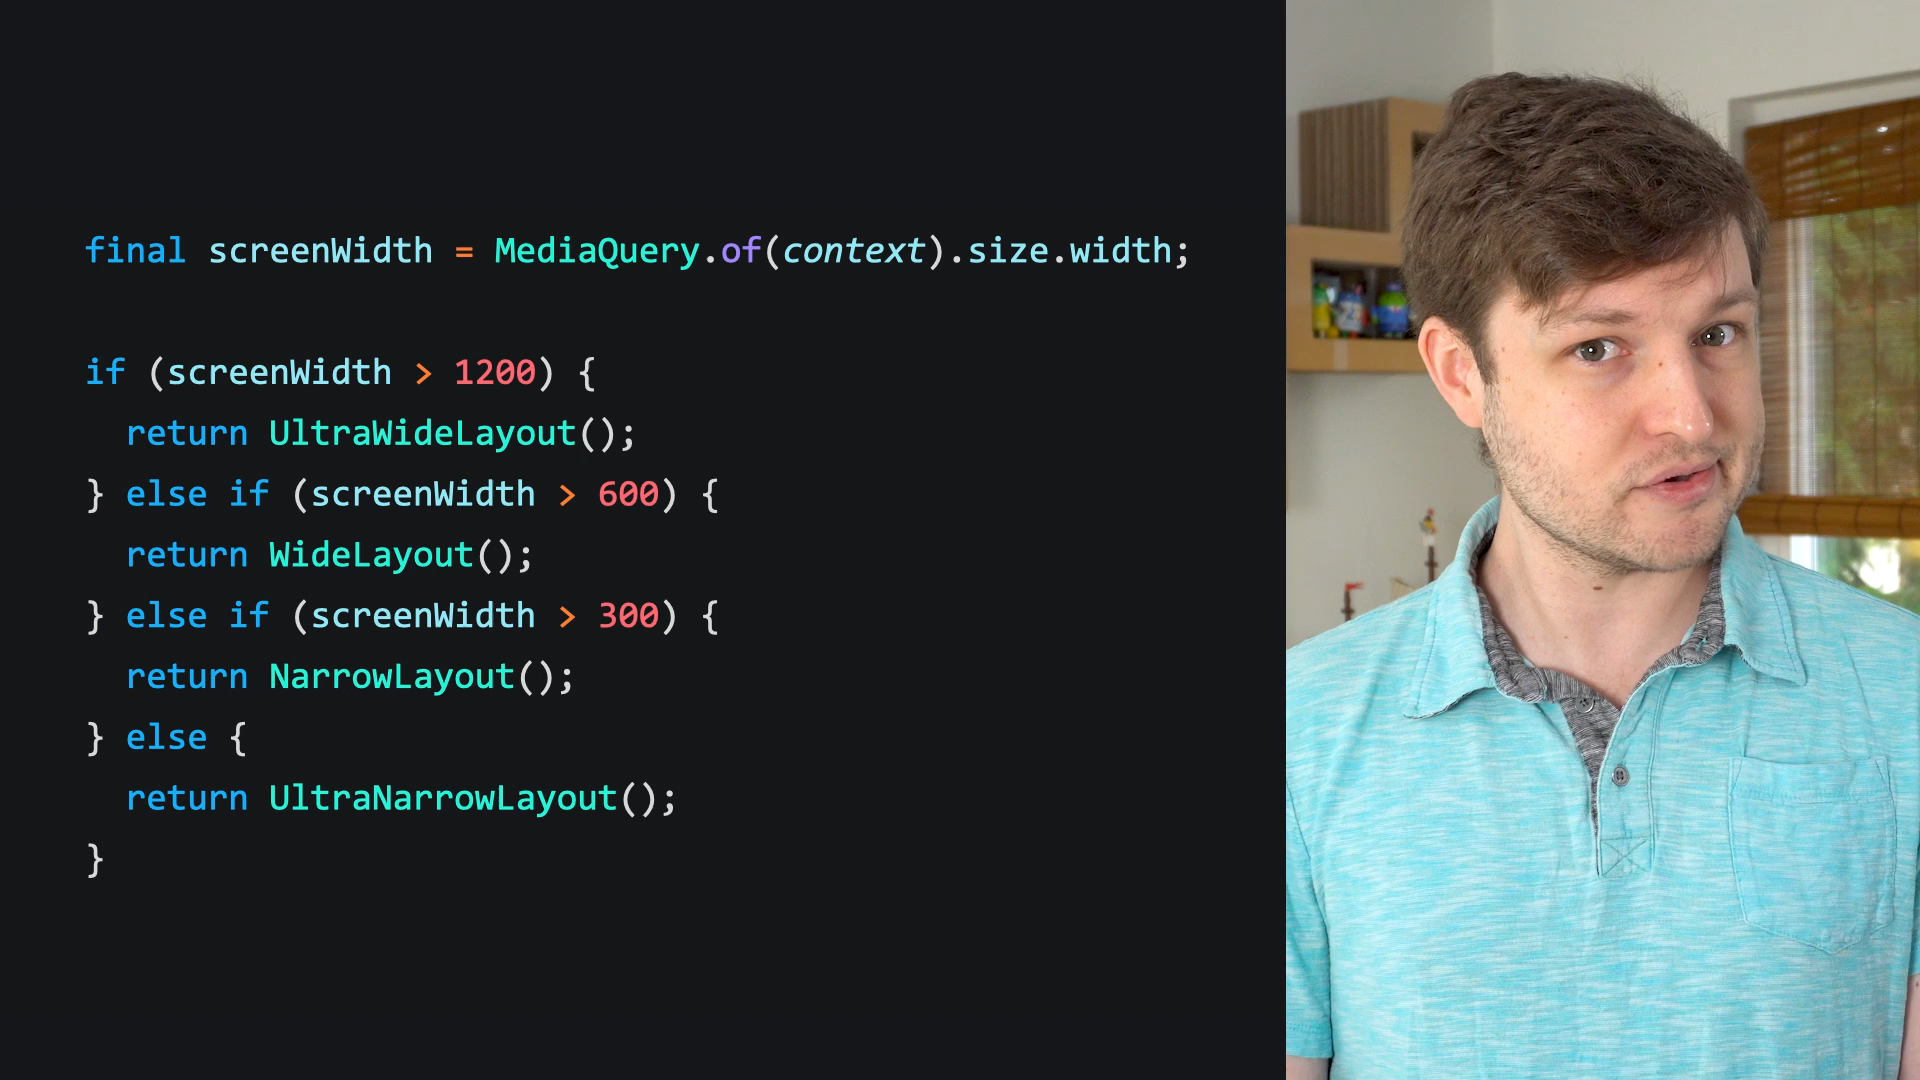 final screenWidth = MediaQuery.of(context).size.width;
if (screenWidth > 1200) {
  return UltraWideLayout();
} else if (screenWidth > 600) {
  return WideLayout();
} else if (screenWidth > 300) {
  return NarrowLayout();
} else {
  return UltraNarrowLayout();
}